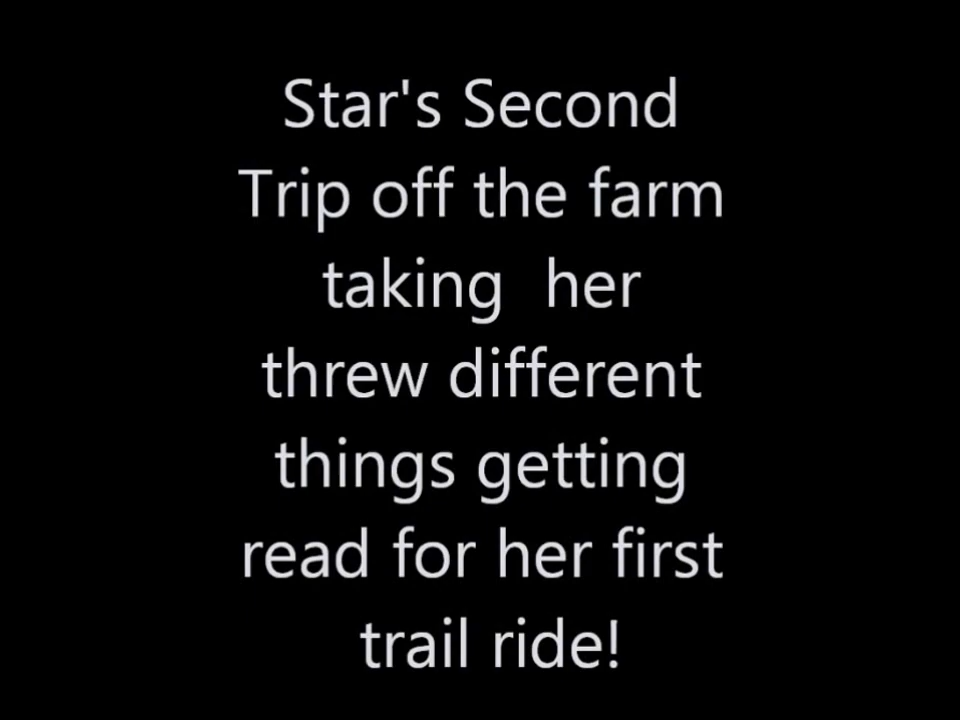 Star's Second
Trip off the farm
taking  her
threw different
things getting
read for her first
trail ride!